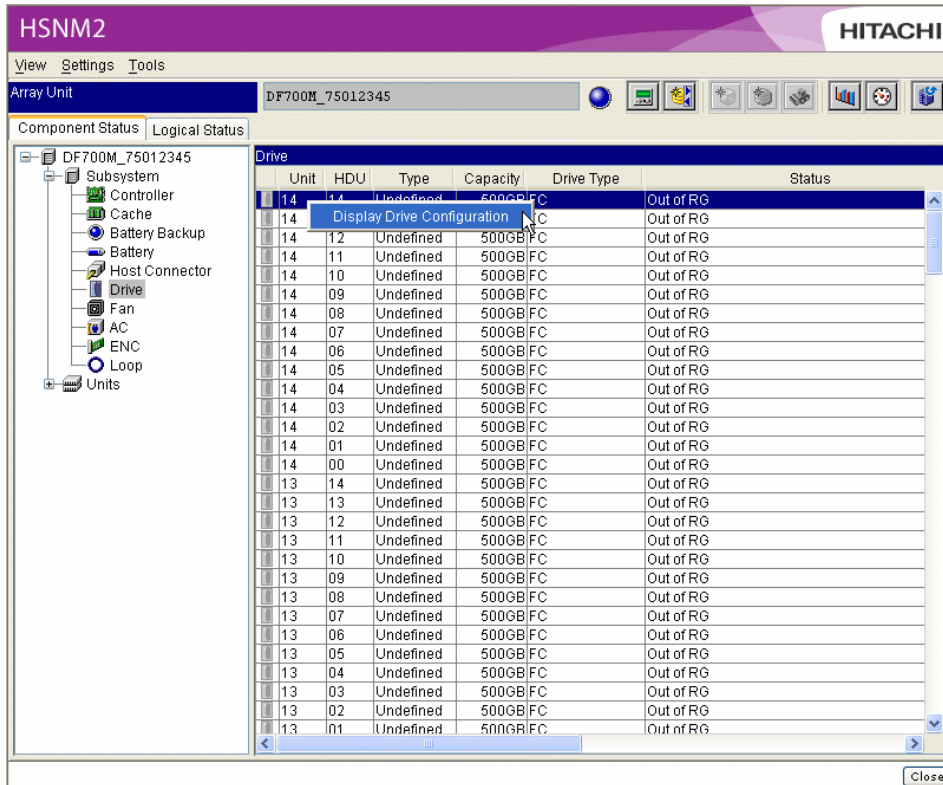 HSNM2
HITACHI
View Settings Tools
Array Unit DF700M_75012345
Component Status Logical Status
DF700M_75012345
Subsystem
Controller
Cache
Battery Backup
Battery
Host Connector
Drive
Fan
AC
ENC
Loop
Units
Drive
Unit HDU Type Capacity Drive Type Status
14 14 Undefined 500GB FC Out of RG
14 Display Drive Configuration C Out of RG
14 12 Undefined 500GB FC Out of RG
14 11 Undefined 500GB FC Out of RG
14 10 Undefined 500GB FC Out of RG
14 09 Undefined 500GB FC Out of RG
14 08 Undefined 500GB FC Out of RG
14 07 Undefined 500GB FC Out of RG
14 06 Undefined 500GB FC Out of RG
14 05 Undefined 500GB FC Out of RG
14 04 Undefined 500GB FC Out of RG
14 03 Undefined 500GB FC Out of RG
14 02 Undefined 500GB FC Out of RG
14 01 Undefined 500GB FC Out of RG
14 00 Undefined 500GB FC Out of RG
13 14 Undefined 500GB FC Out of RG
13 13 Undefined 500GB FC Out of RG
13 12 Undefined 500GB FC Out of RG
13 11 Undefined 500GB FC Out of RG
13 10 Undefined 500GB FC Out of RG
13 09 Undefined 500GB FC Out of RG
13 08 Undefined 500GB FC Out of RG
13 07 Undefined 500GB FC Out of RG
13 06 Undefined 500GB FC Out of RG
13 05 Undefined 500GB FC Out of RG
13 04 Undefined 500GB FC Out of RG
13 03 Undefined 500GB FC Out of RG
13 02 Undefined 500GB FC Out of RG
13 01 Undefined 500GB FC Out of RG
Close